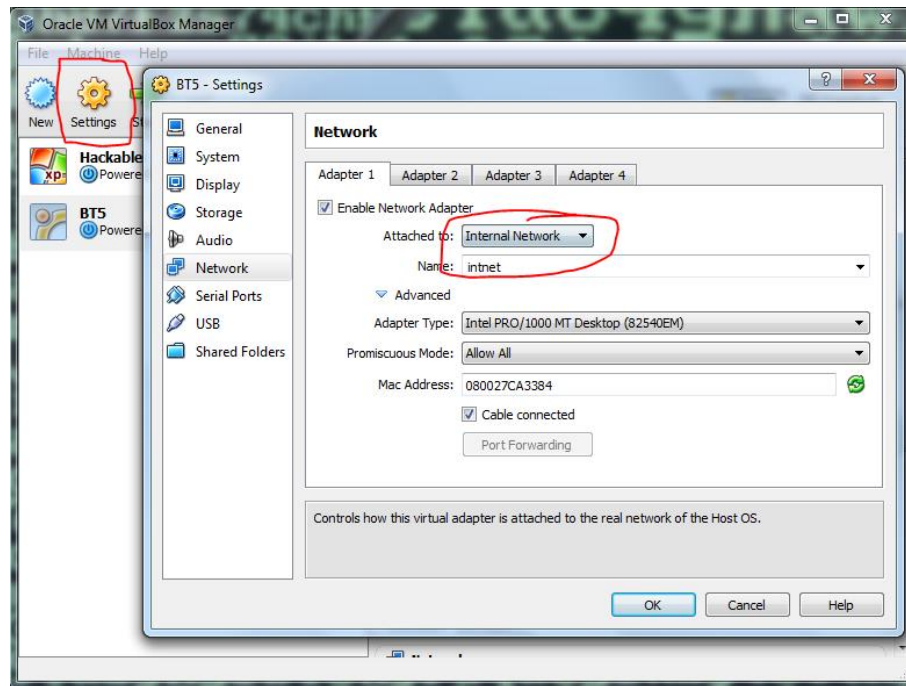 Oracle VM VirtualBox Manager
File Machine Help
New Settings
BT5 - Settings
Hackable
Powere
BT5
Powere
General
System
Display
Storage
Audio
Network
Serial Ports
USB
Shared Folders
Network
Adapter 1 Adapter 2 Adapter 3 Adapter 4
Enable Network Adapter
Attached to: Internal Network
Name: intnet
Advanced
Adapter Type: Intel PRO/1000 MT Desktop (82540EM)
Promiscuous Mode: Allow All
Mac Address: 080027CA3384
Cable connected
Port Forwarding
Controls how this virtual adapter is attached to the real network of the Host OS.
OK Cancel Help